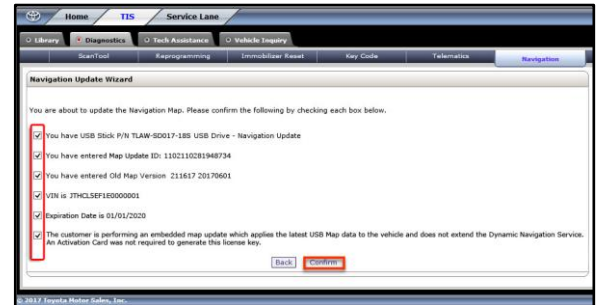 Home TIS Service Lane
Library Diagnostics Tech Assistance Vehicle Inquiry
ScanTool Reprogramming Immobilizer Reset Key Code Telematics Navigation
Navigation Update Wizard
You are about to update the Navigation Map. Please confirm the following by checking each box below.
You have USB Stick P/N TLAW-SD017-18S USB Drive - Navigation Update
You have entered Map Update ID: 1102110281948734
You have entered Old Map Version 211617 20170601
VIN is JTHCL5EF1E0000001
Expiration Date is 01/01/2020
The customer is performing an embedded map update which applies the latest USB Map data to the vehicle and does not extend the Dynamic Navigation Service.
An Activation Card was not required to generate this license key.
Back Confirm
© 2017 Toyota Motor Sales, Inc.